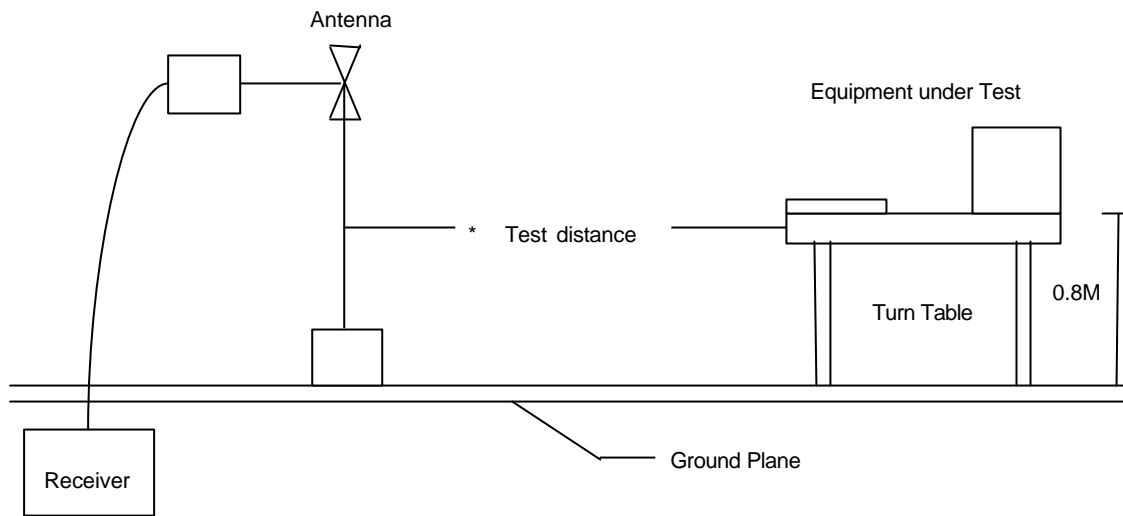 Antenna
Equipment under Test
* Test distance
0.8M
Turn Table
Ground Plane
Receiver